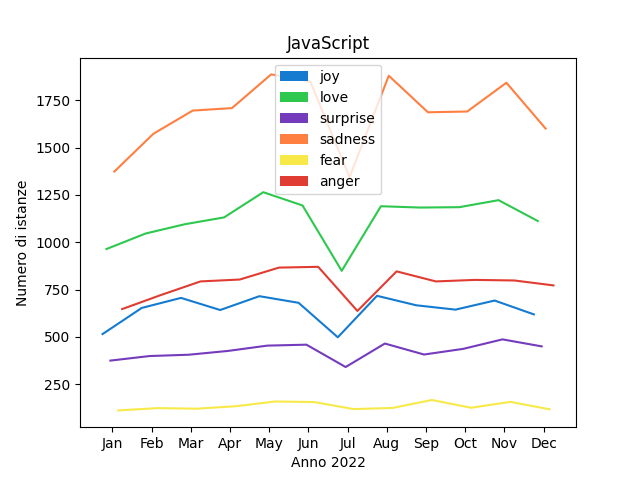 JavaScript
joy
love
surprise
sadness
fear
anger
Numero di istanze
1750
1500
1250
1000
750
500
250
Jan Feb Mar Apr May Jun Jul Aug Sep Oct Nov Dec
Anno 2022